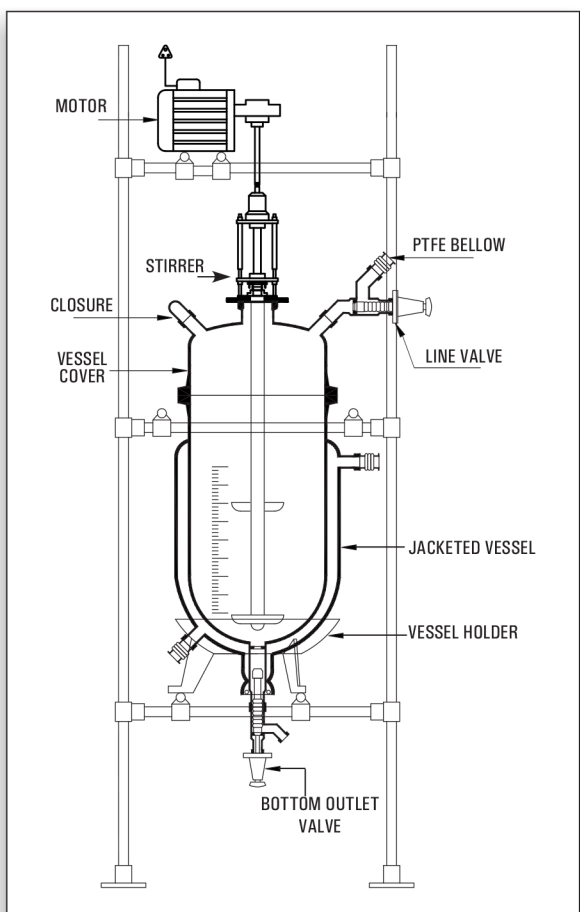 MOTOR
PTFE BELLOW
STIRRER
CLOSURE
LINE VALVE
VESSEL
COVER
JACKETED VESSEL
VESSEL HOLDER
BOTTOM OUTLET
VALVE